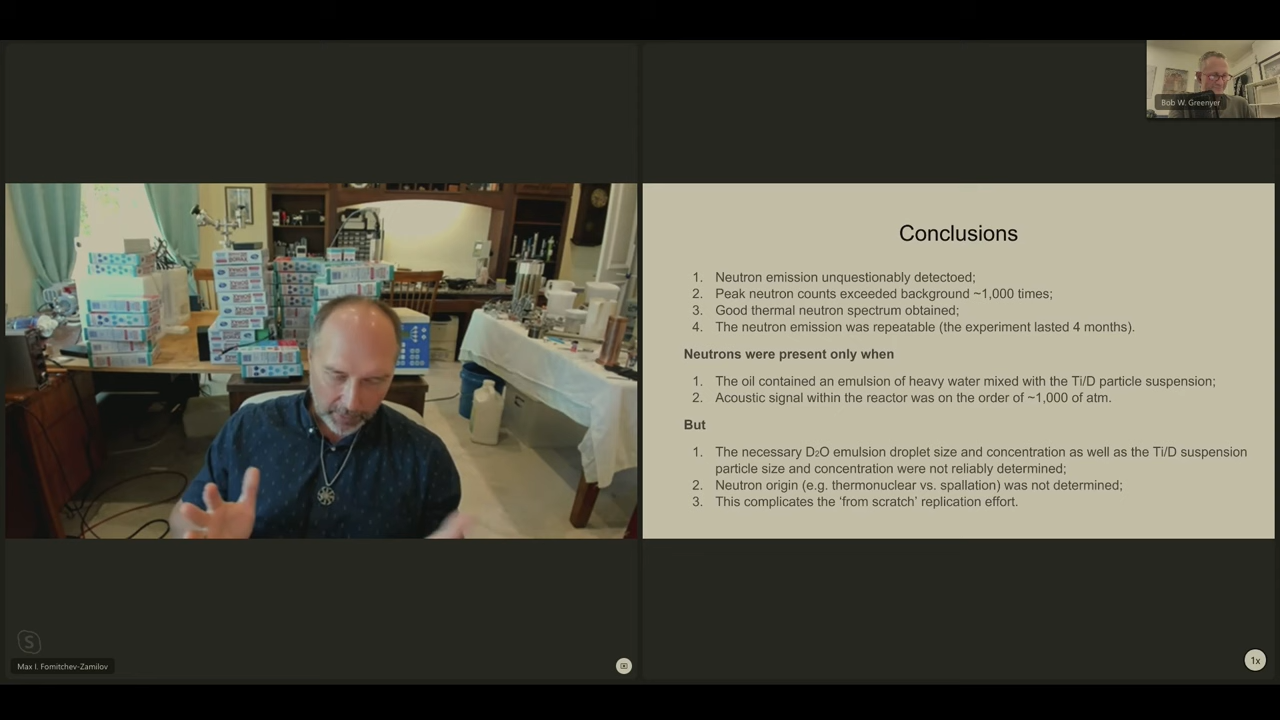 Bob W. Greenyer
Conclusions
1. Neutron emission unquestionably detectoed;
2. Peak neutron counts exceeded background ~1,000 times;
3. Good thermal neutron spectrum obtained;
4. The neutron emission was repeatable (the experiment lasted 4 months).
Neutrons were present only when
1. The oil contained an emulsion of heavy water mixed with the Ti/D particle suspension;
2. Acoustic signal within the reactor was on the order of ~1,000 of atm.
But
1. The necessary D₂O emulsion droplet size and concentration as well as the Ti/D suspension
particle size and concentration were not reliably determined;
2. Neutron origin (e.g. thermonuclear vs. spallation) was not determined;
3. This complicates the ‘from scratch’ replication effort.
S
Max I. Fomitchev-Zamilov
1x